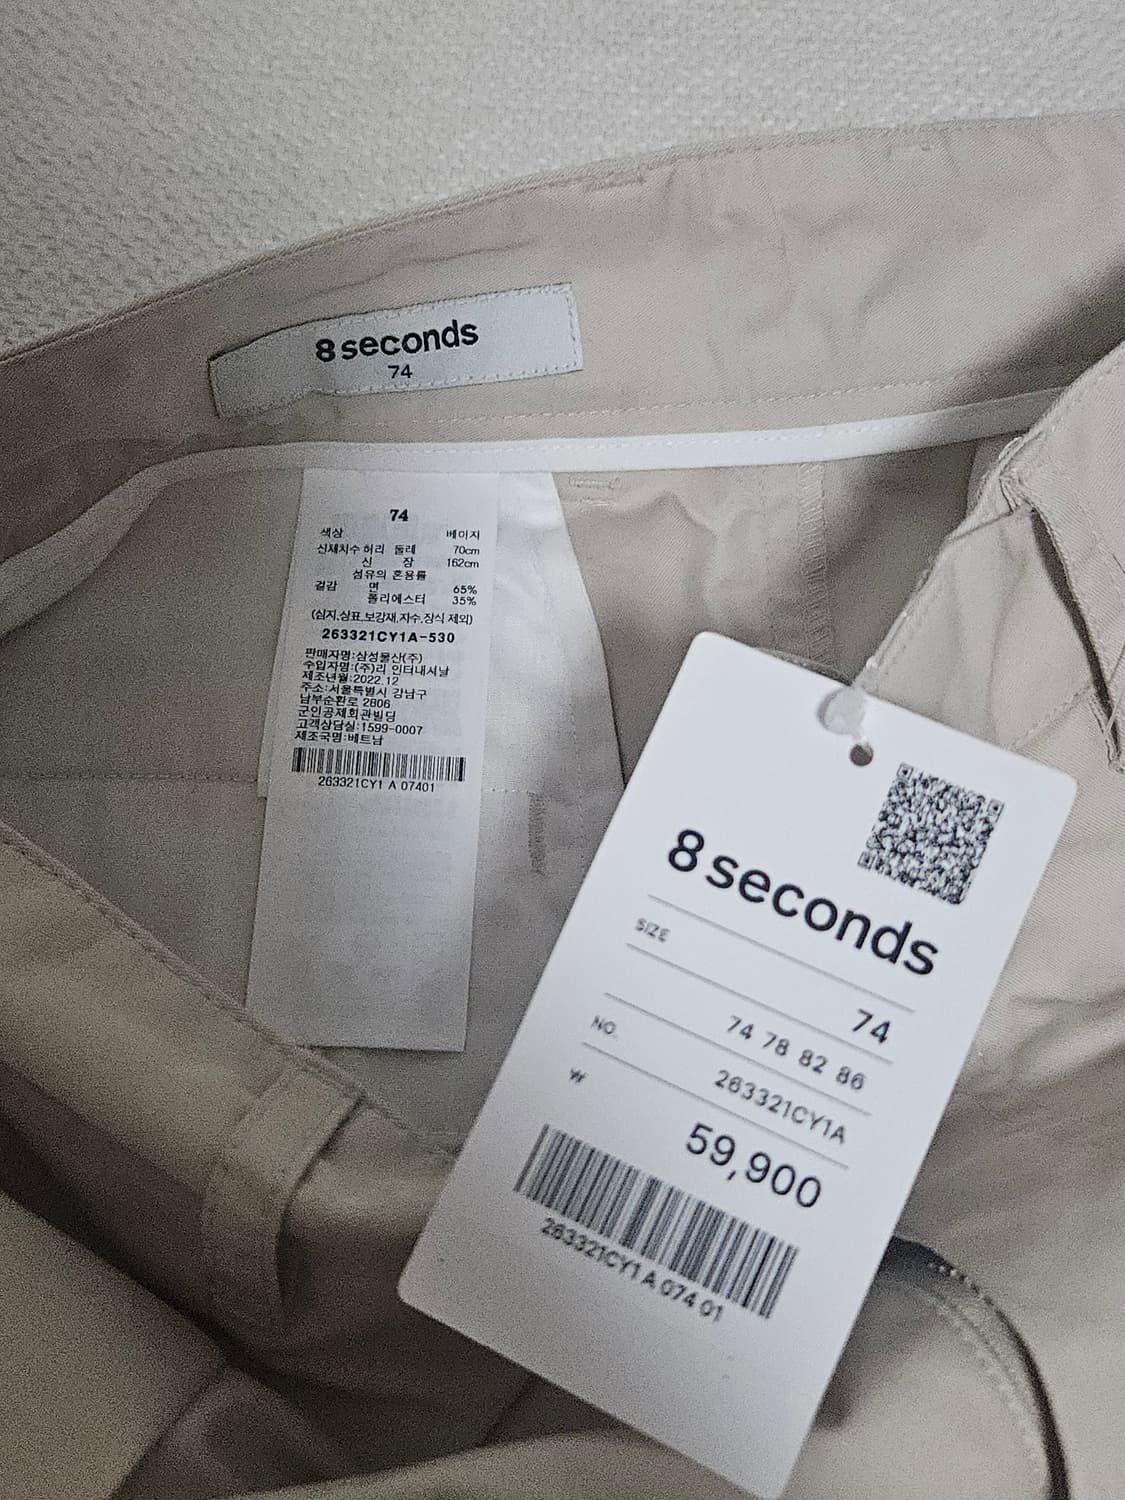 8 seconds
74
74
색상 베이지
신체치수 허리 둘레 70cm
신 장 162cm
섬유의 혼용률
겉감 면 65%
폴리에스터 35%
(심지,상표,보강재,자수,장식 제외)
263321CY1A-530
판매자명:삼성물산(주)
수입자명:(주)리 인터내셔날
제조년월:2022.12
주소:서울특별시 강남구
남부순환로 2806
군인공제회관빌딩
고객상담실:1599-0007
제조국명:베트남
263321CY1 A 07401
8 seconds
SIZE
74
74 78 82 86
NO. 263321CY1A
₩ 59,900
263321CY1 A 074 01